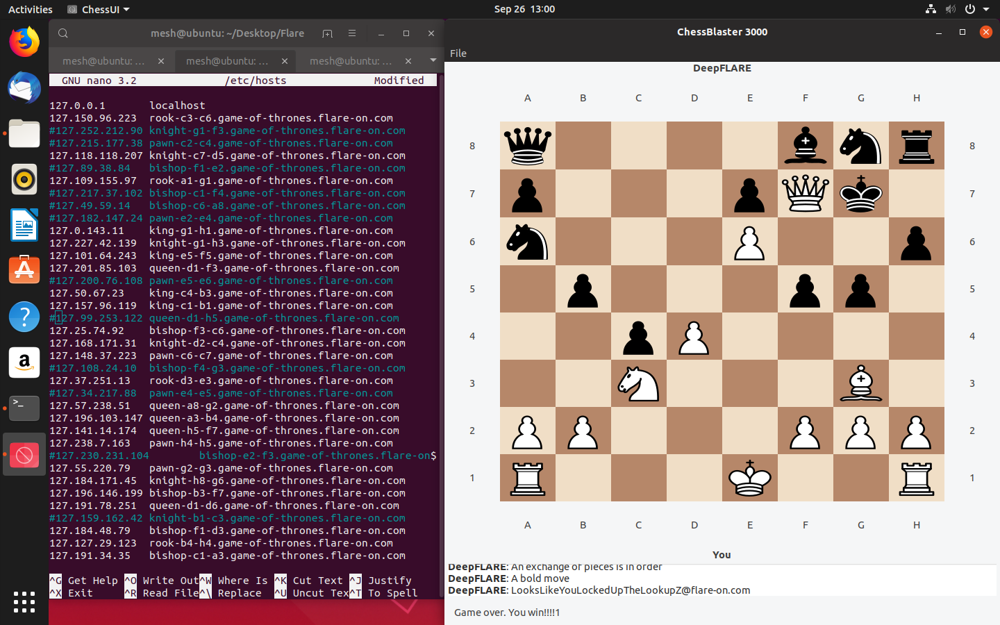 Activities ChessUI Sep 26 13:00
mesh@ubuntu: ~/Desktop/Flare
mesh@ubuntu: ... mesh@ubuntu: ... mesh@ubuntu: ...
GNU nano 3.2 /etc/hosts Modified
127.0.0.1 localhost
127.150.96.223 rook-c3-c6.game-of-thrones.flare-on.com
#127.252.212.90 knight-g1-f3.game-of-thrones.flare-on.com
#127.215.177.38 pawn-c2-c4.game-of-thrones.flare-on.com
127.118.118.207 knight-c7-d5.game-of-thrones.flare-on.com
#127.89.38.84 bishop-f1-e2.game-of-thrones.flare-on.com
127.109.155.97 rook-a1-g1.game-of-thrones.flare-on.com
#127.217.37.102 bishop-c1-f4.game-of-thrones.flare-on.com
#127.49.59.14 bishop-c6-a8.game-of-thrones.flare-on.com
#127.182.147.24 pawn-e2-e4.game-of-thrones.flare-on.com
127.0.143.11 king-g1-h1.game-of-thrones.flare-on.com
127.227.42.139 knight-g1-h3.game-of-thrones.flare-on.com
127.101.64.243 king-e5-f5.game-of-thrones.flare-on.com
127.201.85.103 queen-d1-f3.game-of-thrones.flare-on.com
#127.200.76.108 pawn-e5-e6.game-of-thrones.flare-on.com
127.50.67.23 king-c4-b3.game-of-thrones.flare-on.com
127.157.96.119 king-c1-b1.game-of-thrones.flare-on.com
#127.99.253.122 queen-d1-h5.game-of-thrones.flare-on.com
127.25.74.92 bishop-f3-c6.game-of-thrones.flare-on.com
127.168.171.31 knight-d2-c4.game-of-thrones.flare-on.com
127.148.37.223 pawn-c6-c7.game-of-thrones.flare-on.com
#127.108.24.10 bishop-f4-g3.game-of-thrones.flare-on.com
127.37.251.13 rook-d3-e3.game-of-thrones.flare-on.com
#127.34.217.88 pawn-e4-e5.game-of-thrones.flare-on.com
127.57.238.51 queen-a8-g2.game-of-thrones.flare-on.com
127.196.103.147 queen-a3-b4.game-of-thrones.flare-on.com
127.141.14.174 queen-h5-f7.game-of-thrones.flare-on.com
127.238.7.163 pawn-h4-h5.game-of-thrones.flare-on.com
#127.230.231.104 bishop-e2-f3.game-of-thrones.flare-on$
127.55.220.79 pawn-g2-g3.game-of-thrones.flare-on.com
127.184.171.45 knight-h8-g6.game-of-thrones.flare-on.com
127.196.146.199 bishop-b3-f7.game-of-thrones.flare-on.com
127.191.78.251 queen-d1-d6.game-of-thrones.flare-on.com
#127.159.162.42 knight-b1-c3.game-of-thrones.flare-on.com
127.184.48.79 bishop-f1-d3.game-of-thrones.flare-on.com
127.127.29.123 rook-b4-h4.game-of-thrones.flare-on.com
127.191.34.35 bishop-c1-a3.game-of-thrones.flare-on.com
^G Get Help ^O Write Out ^W Where Is ^K Cut Text ^J Justify
^X Exit ^R Read File ^\ Replace ^U Uncut Tex ^T To Spell
ChessBlaster 3000
File
DeepFLARE
A B C D E F G H
8 8
7 7
6 6
5 5
4 4
3 3
2 2
1 1
A B C D E F G H
You
DeepFLARE: An exchange of pieces is in order
DeepFLARE: A bold move
DeepFLARE: LooksLikeYouLockedUpTheLookupZ@flare-on.com
Game over. You win!!!!1